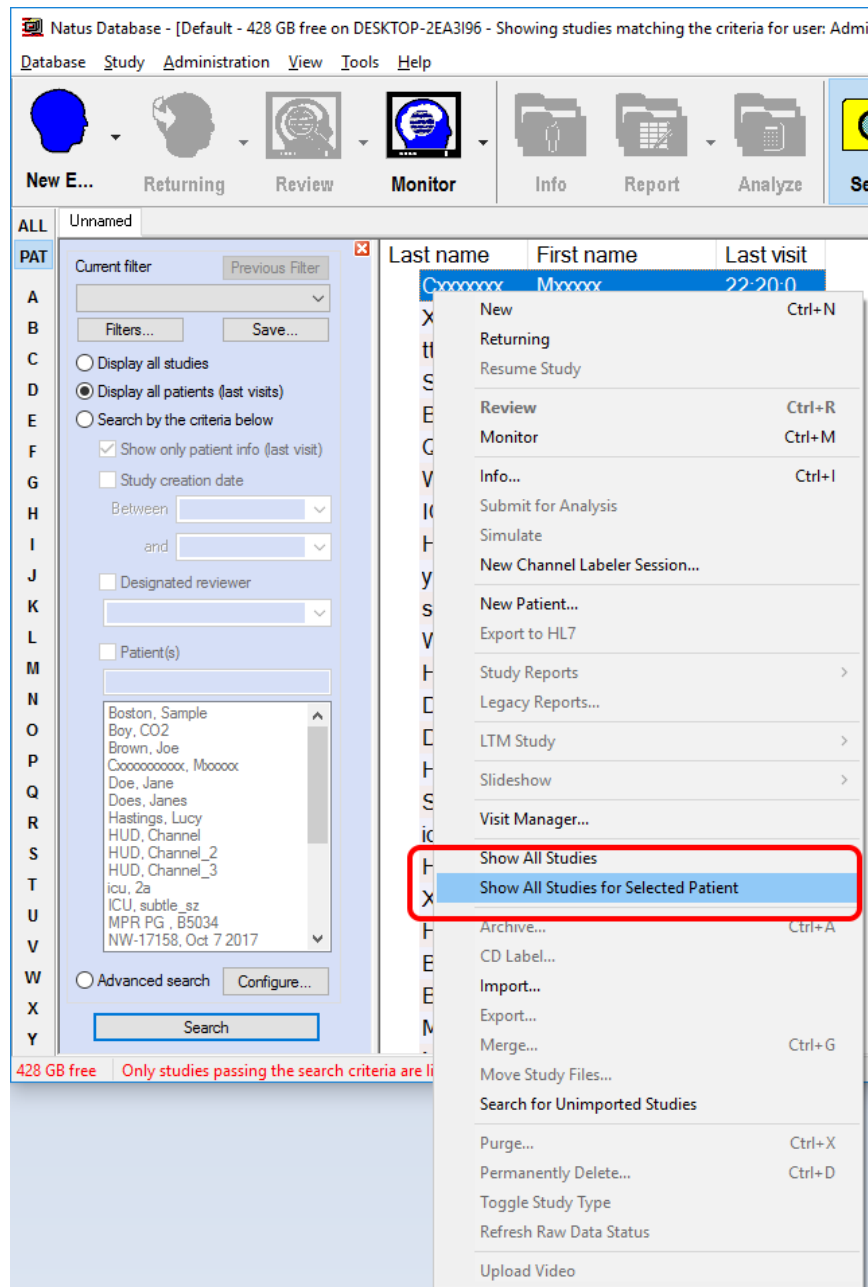 Natus Database - [Default - 428 GB free on DESKTOP-2EA3I96 - Showing studies matching the criteria for user: Admi
Database Study Administration View Tools Help
New E... Returning Review Monitor Info Report Analyze Se
ALL
PAT
A
B
C
D
E
F
G
H
I
J
K
L
M
N
O
P
Q
R
S
T
U
V
W
X
Y
Unnamed
Current filter Previous Filter
Filters... Save...
Display all studies
Display all patients (last visits)
Search by the criteria below
Show only patient info (last visit)
Study creation date
Between
and
Designated reviewer
Patient(s)
Boston, Sample
Boy, CO2
Brown, Joe
Cxxxxxxxxxx, Mxxxxx
Doe, Jane
Does, Janes
Hastings, Lucy
HUD, Channel
HUD, Channel_2
HUD, Channel_3
icu, 2a
ICU, subtle_sz
MPR PG , B5034
NW-17158, Oct 7 2017
Advanced search Configure...
Search
Last name First name Last visit
Cxxxxxxx Mxxxxx 22:20:0
New Ctrl+N
Returning
Resume Study
Review Ctrl+R
Monitor Ctrl+M
Info... Ctrl+I
Submit for Analysis
Simulate
New Channel Labeler Session...
New Patient...
Export to HL7
Study Reports
Legacy Reports...
LTM Study
Slideshow
Visit Manager...
Show All Studies
Show All Studies for Selected Patient
Archive... Ctrl+A
CD Label...
Import...
Export...
Merge... Ctrl+G
Move Study Files...
Search for Unimported Studies
Purge... Ctrl+X
Permanently Delete... Ctrl+D
Toggle Study Type
Refresh Raw Data Status
Upload Video
428 GB free Only studies passing the search criteria are li